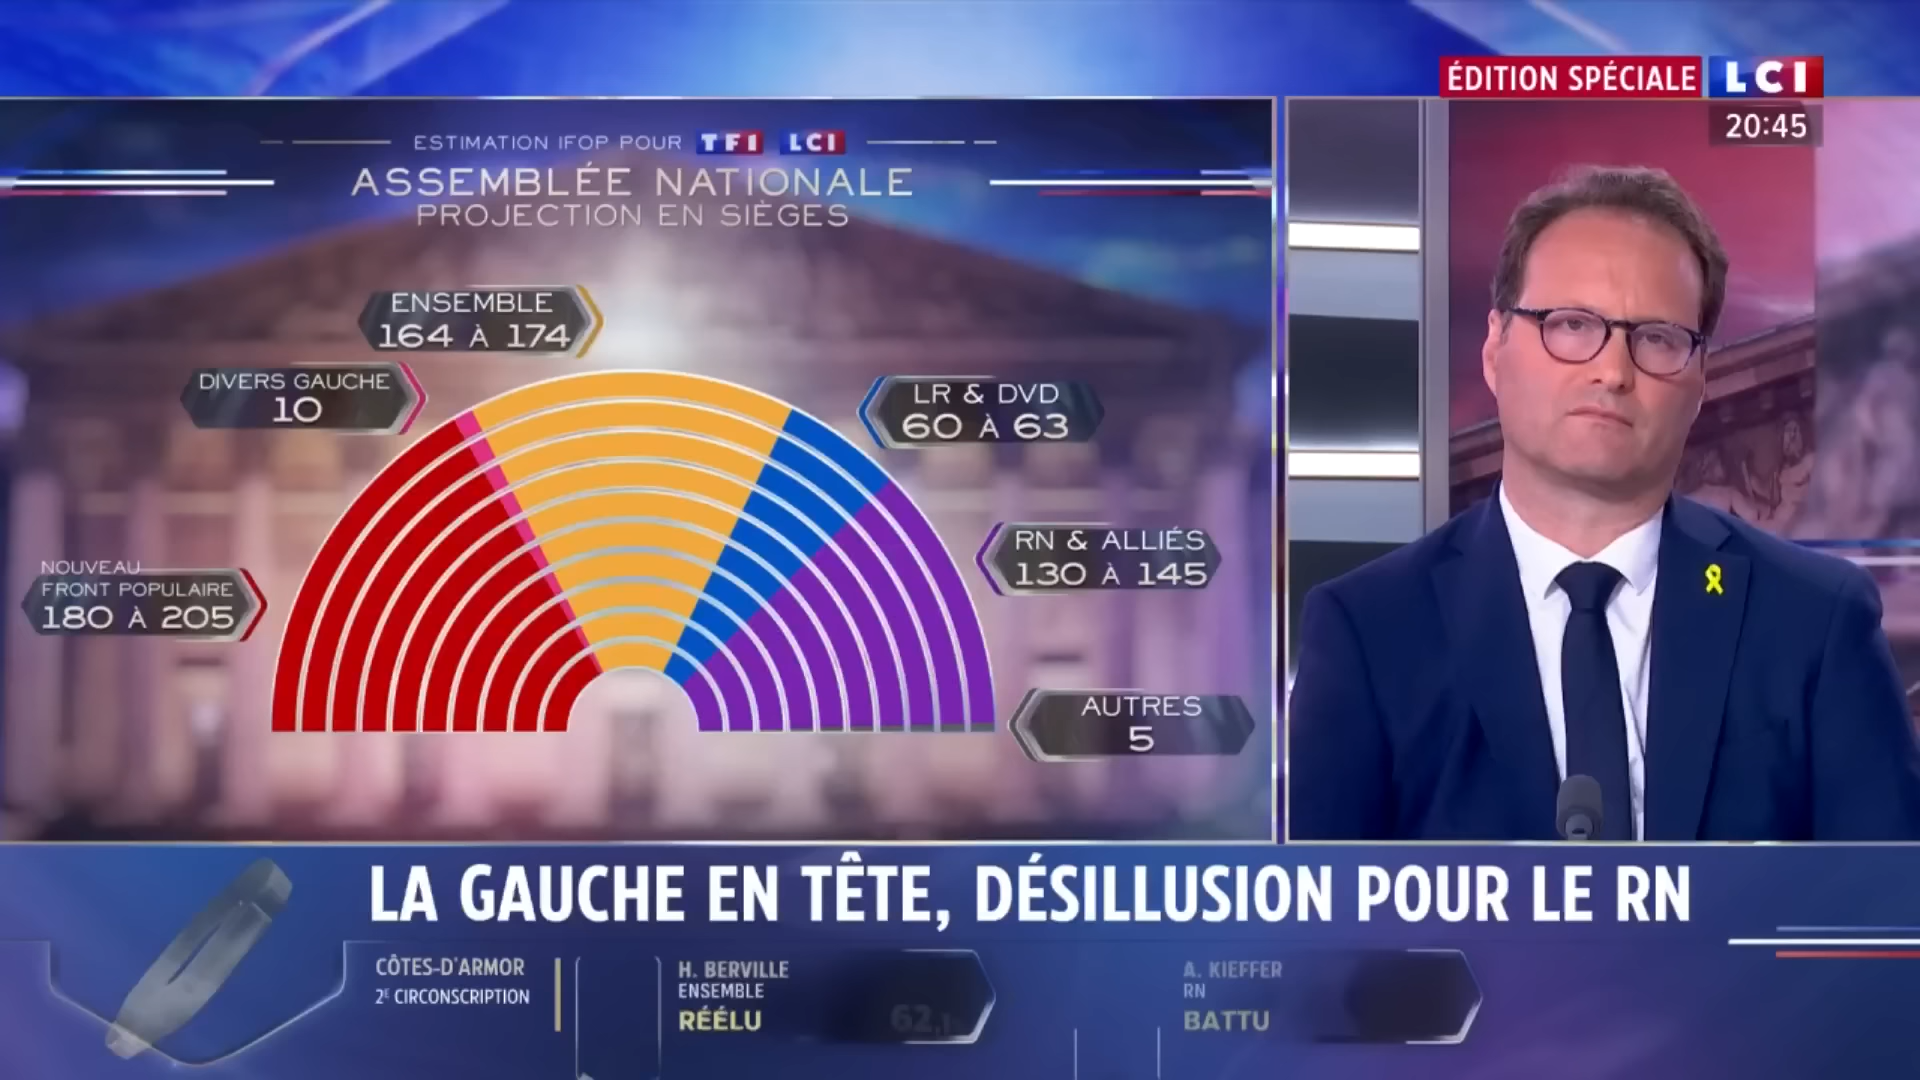 ÉDITION SPÉCIALE LCI
20:45
ESTIMATION IFOP POUR TF1 LCI
ASSEMBLÉE NATIONALE
PROJECTION EN SIÈGES
ENSEMBLE
164 À 174
DIVERS GAUCHE
10
LR & DVD
60 À 63
NOUVEAU
FRONT POPULAIRE
180 À 205
RN & ALLIÉS
130 À 145
AUTRES
5
LA GAUCHE EN TÊTE, DÉSILLUSION POUR LE RN
CÔTES-D'ARMOR
2E CIRCONSCRIPTION
H. BERVILLE
ENSEMBLE
RÉÉLU
A. KIEFFER
RN
BATTU